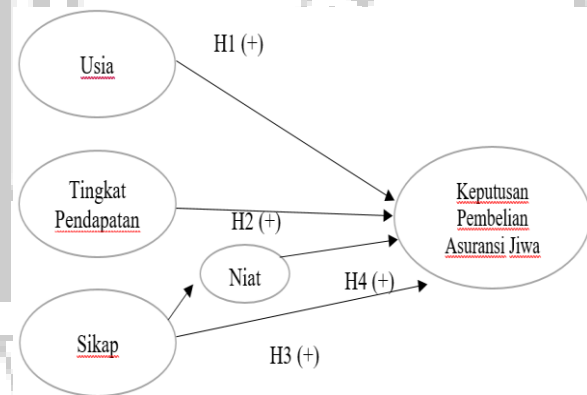 H1 (+)
Usia
Tingkat
Pendapatan
H2 (+)
Keputusan
Pembelian
Asuransi Jiwa
Niat
H4 (+)
Sikap
H3 (+)